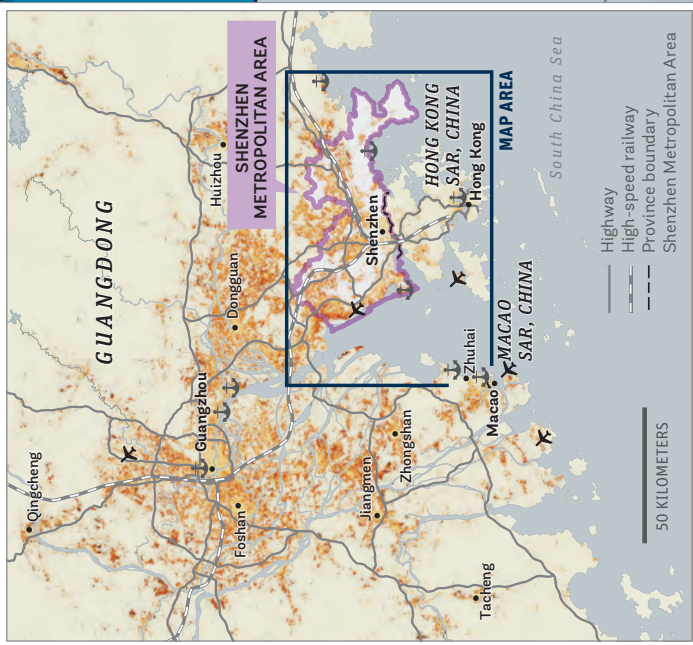 GUANGDONG
Qingcheng
Guangzhou
Foshan
Dongguan
Huizhou
SHENZHEN
METROPOLITAN AREA
Jiangmen
Zhongshan
Tacheng
Zhuhai
Macao
MACAO
SAR, CHINA
Shenzhen
HONG KONG
SAR, CHINA
Hong Kong
MAP AREA
South China Sea
50 KILOMETERS
Highway
High-speed railway
Province boundary
Shenzhen Metropolitan Area